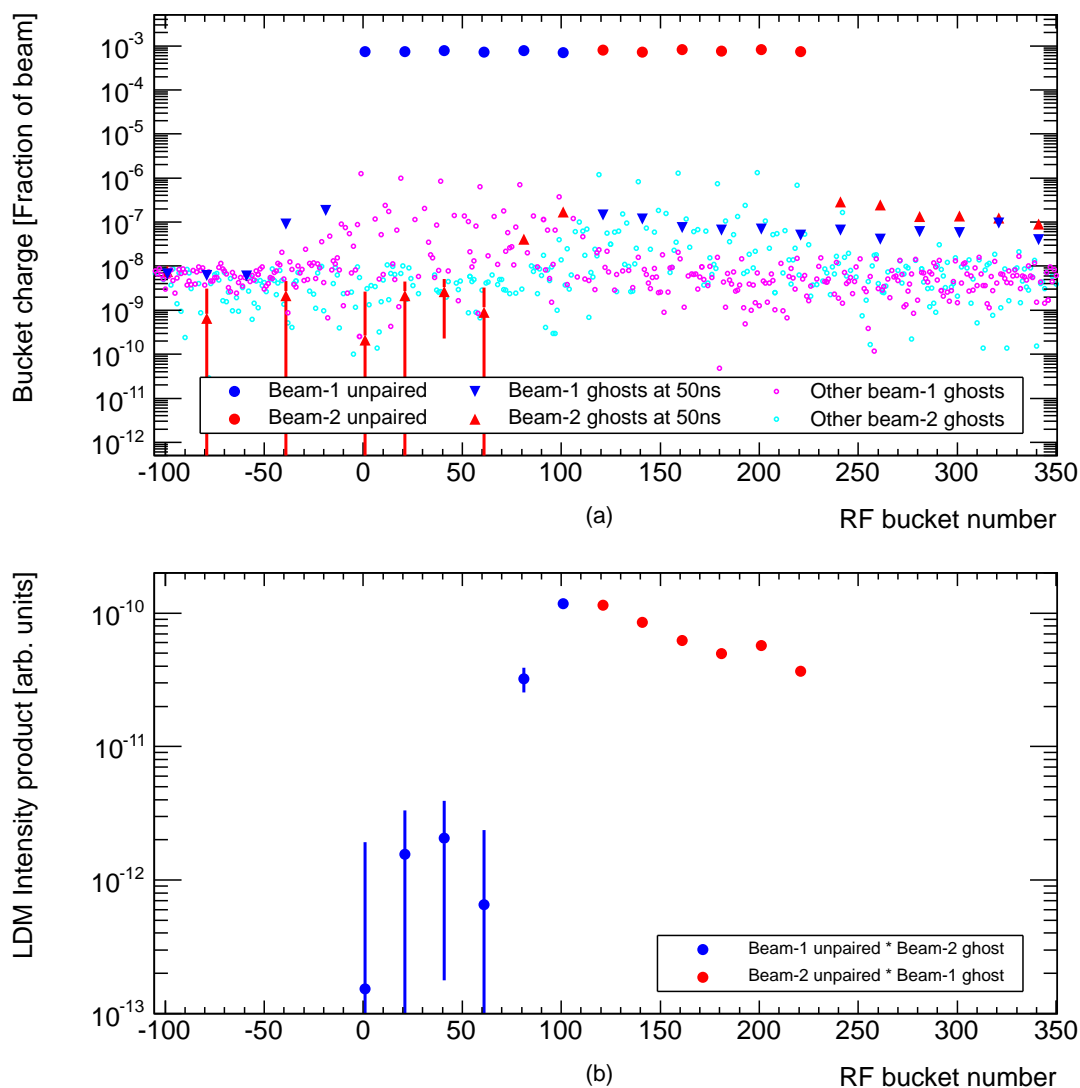 Bucket charge [Fraction of beam]
10^-3
10^-4
10^-5
10^-6
10^-7
10^-8
10^-9
10^-10
10^-11
10^-12
Beam-1 unpaired Beam-1 ghosts at 50ns Other beam-1 ghosts
Beam-2 unpaired Beam-2 ghosts at 50ns Other beam-2 ghosts
-100 -50 0 50 100 150 200 250 300 350
(a) RF bucket number
LDM Intensity product [arb. units]
10^-10
10^-11
10^-12
10^-13
Beam-1 unpaired * Beam-2 ghost
Beam-2 unpaired * Beam-1 ghost
-100 -50 0 50 100 150 200 250 300 350
(b) RF bucket number